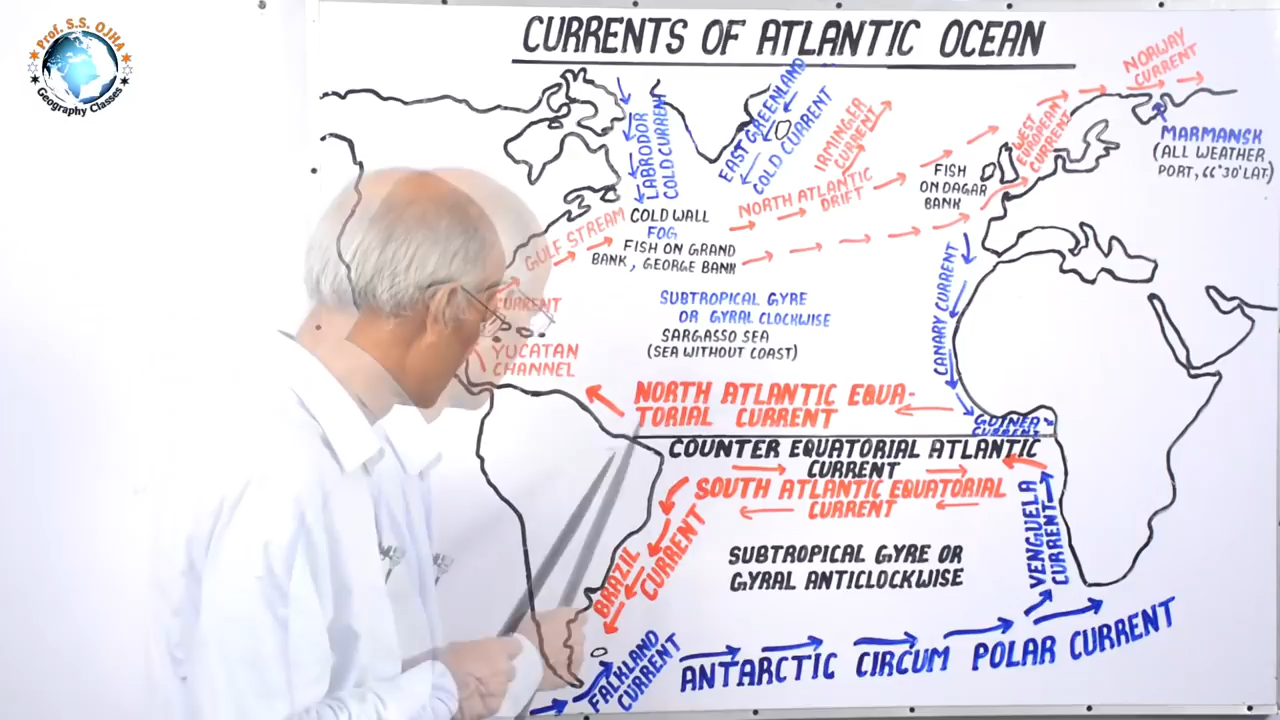 Prof. S.S. OJHA
Geography Classes
CURRENTS OF ATLANTIC OCEAN
NORWAY
CURRENT
LABRODOR
COLD CURRENT
EAST GREENLAND
COLD CURRENT
IARMINGER
CURRENT
WEST
EUROPEAN
CURRENT
MARMANSK
(ALL WEATHER
PORT, 66°30'LAT.)
FISH
ON DAGAR
BANK
NORTH ATLANTIC
DRIFT
GULF STREAM
COLD WALL
FOG
FISH ON GRAND
BANK, GEORGE BANK
CURRENT
YUCATAN
CHANNEL
SUBTROPICAL GYRE
OR GYRAL CLOCKWISE
SARGASSO SEA
(SEA WITHOUT COAST)
CANARY CURRENT
NORTH ATLANTIC EQUA-
TORIAL CURRENT
GUINEA
CURRENT
COUNTER EQUATORIAL ATLANTIC
CURRENT
SOUTH ATLANTIC EQUATORIAL
CURRENT
BRAZIL
CURRENT
SUBTROPICAL GYRE OR
GYRAL ANTICLOCKWISE
VENGUELA
CURRENT
FALKLAND
CURRENT
ANTARCTIC CIRCUM POLAR CURRENT